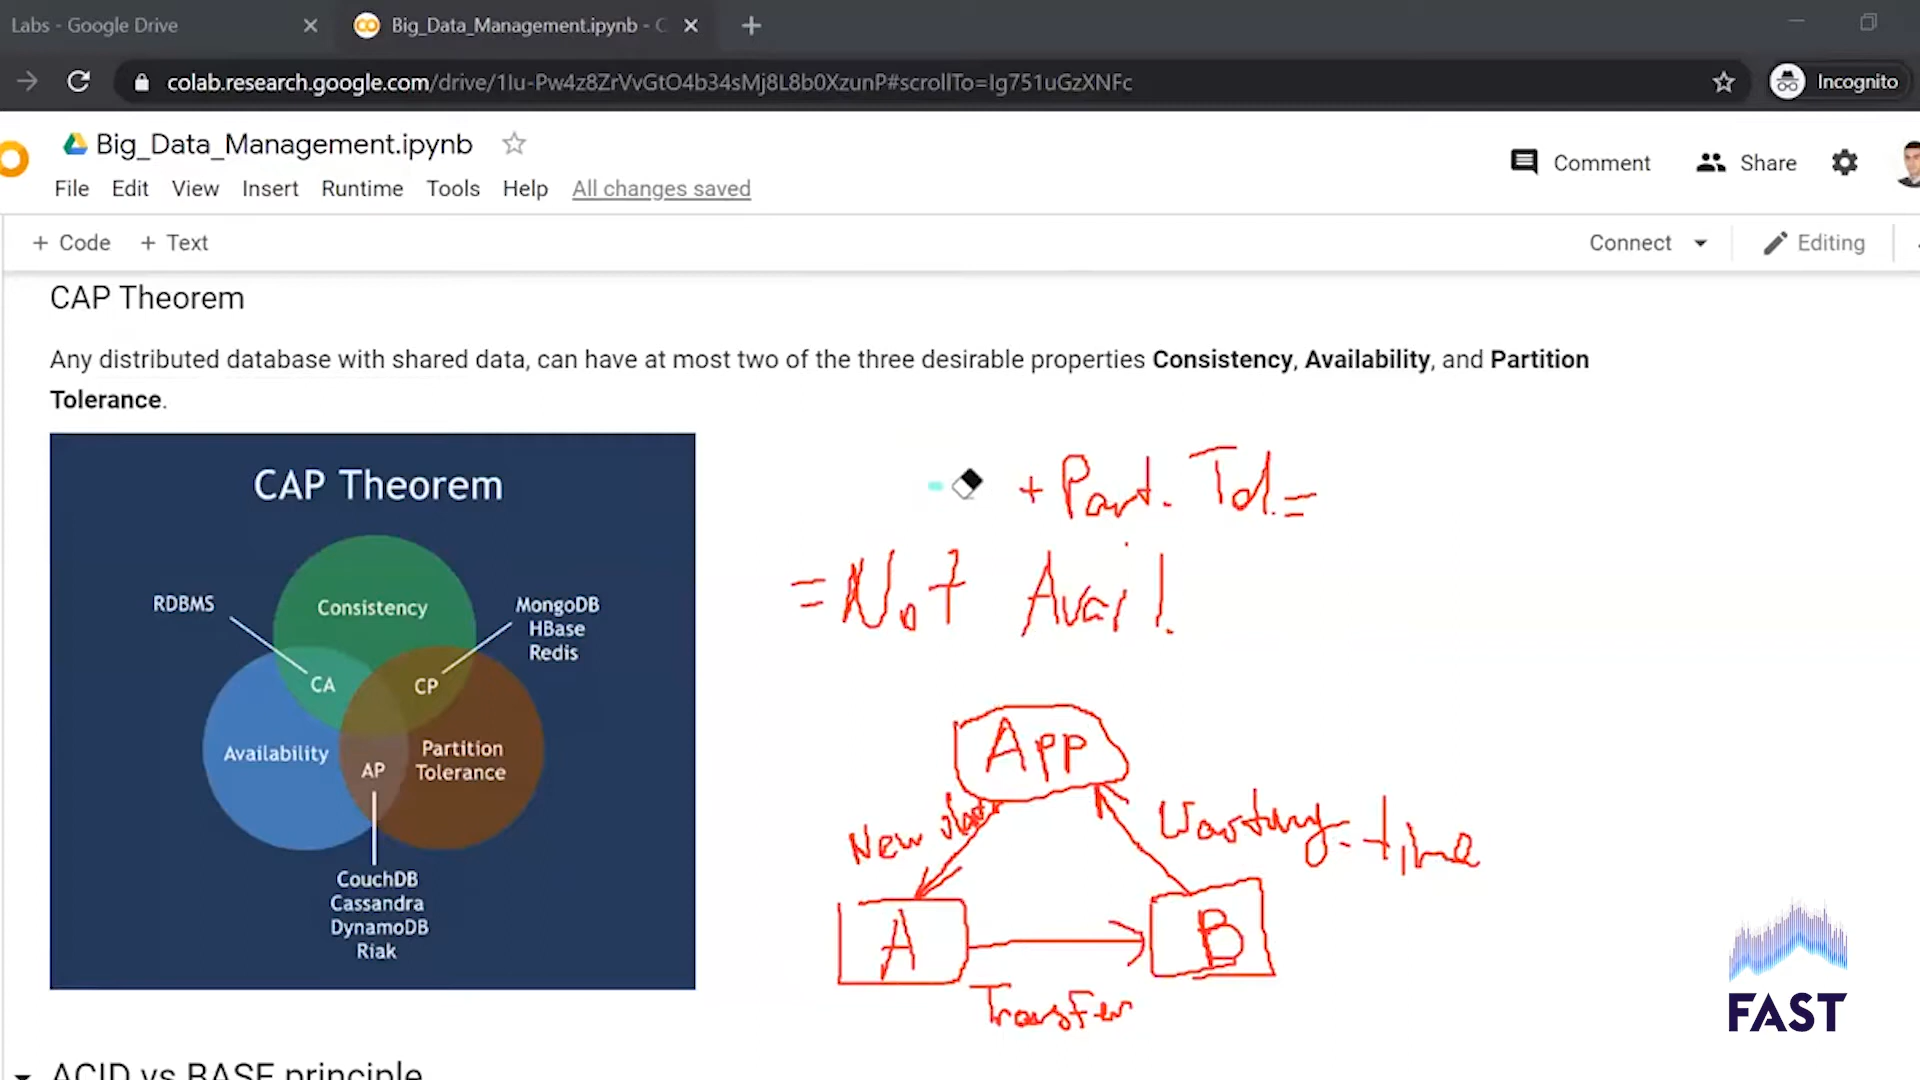 Labs - Google Drive
Big_Data_Management.ipynb - C
colab.research.google.com/drive/1Iu-Pw4z8ZrVvGtO4b34sMj8L8b0XzunP#scrollTo=Ig751uGzXNFc
Incognito
Big_Data_Management.ipynb
Comment
Share
File Edit View Insert Runtime Tools Help All changes saved
+ Code + Text
Connect
Editing
CAP Theorem
Any distributed database with shared data, can have at most two of the three desirable properties Consistency, Availability, and Partition
Tolerance.
CAP Theorem
Consistency
RDBMS
MongoDB
HBase
Redis
CA
CP
Availability
Partition
Tolerance
AP
CouchDB
Cassandra
DynamoDB
Riak
+ Part. Tol. =
= Not Avail.
App
New data
Waiting-time
A
B
Transfer
FAST
ACID vs BASE principle